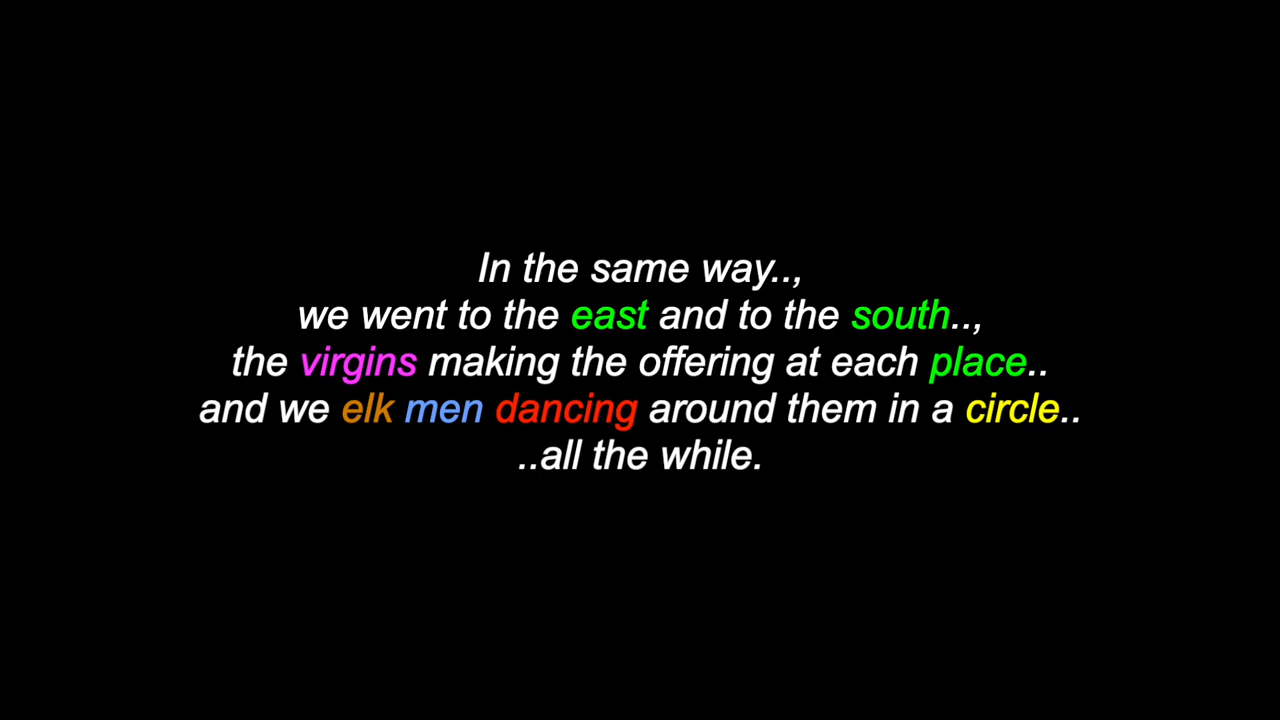 In the same way..,
we went to the east and to the south..,
the virgins making the offering at each place..
and we elk men dancing around them in a circle..
..all the while.